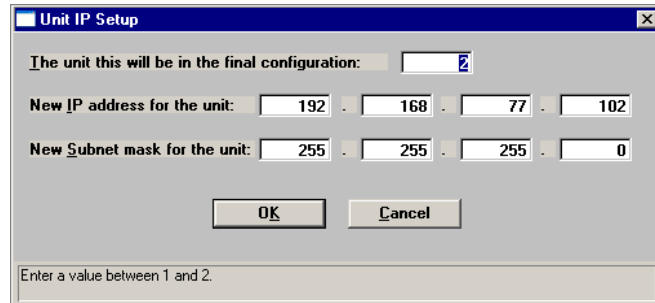 Unit IP Setup
The unit this will be in the final configuration: 2
New IP address for the unit: 192 . 168 . 77 . 102
New Subnet mask for the unit: 255 . 255 . 255 . 0
OK Cancel
Enter a value between 1 and 2.